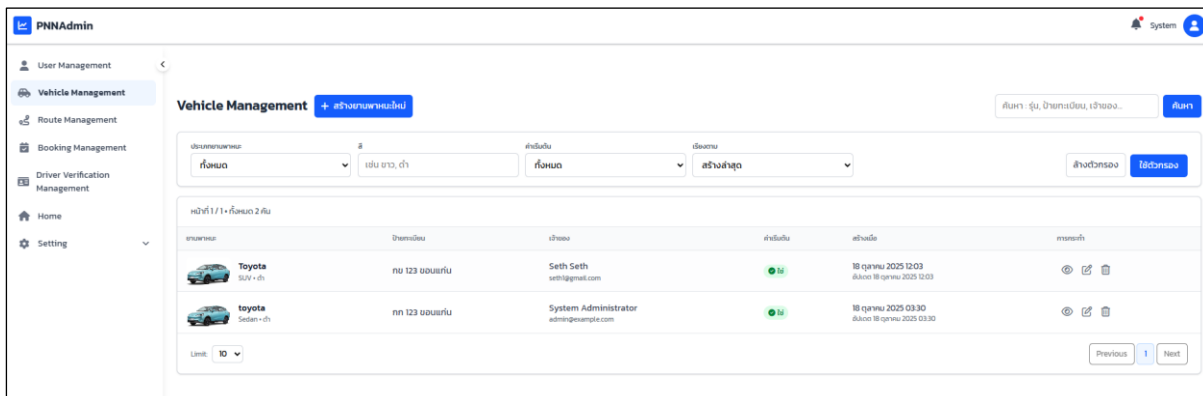 PNNAdmin
System
User Management
Vehicle Management
Route Management
Booking Management
Driver Verification
Management
Home
Setting
Vehicle Management
+ สร้างยานพาหนะใหม่
ค้นหา : รุ่น, ป้ายทะเบียน, เจ้าของ...
ค้นหา
ประเภทยานพาหนะ
สี
ค่าเริ่มต้น
เรียงตาม
ทั้งหมด
เช่น ขาว, ดำ
ทั้งหมด
สร้างล่าสุด
ล้างตัวกรอง
ใช้ตัวกรอง
หน้าที่ 1 / 1 • ทั้งหมด 2 คัน
ยานพาหนะ
ป้ายทะเบียน
เจ้าของ
ค่าเริ่มต้น
สร้างเมื่อ
การกระทำ
Toyota
SUV • ดำ
กข 123 ขอนแก่น
Seth Seth
seth1@gmail.com
ใช่
18 ตุลาคม 2025 12:03
อัปเดต 18 ตุลาคม 2025 12:03
toyota
Sedan • ดำ
กก 123 ขอนแก่น
System Administrator
admin@example.com
ใช่
18 ตุลาคม 2025 03:30
อัปเดต 18 ตุลาคม 2025 03:30
Limit: 10
Previous 1 Next